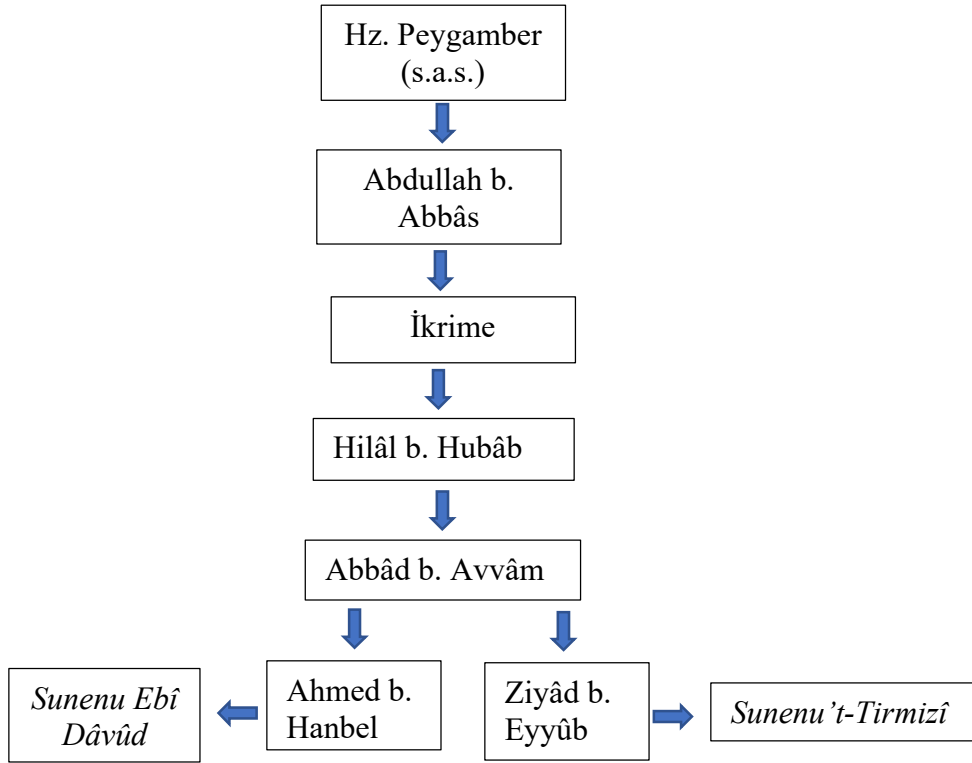 Hz. Peygamber
(s.a.s.)
Abdullah b.
Abbâs
İkrime
Hilâl b. Hubâb
Abbâd b. Avvâm
Sunenu Ebî
Dâvûd
Ahmed b.
Hanbel
Ziyâd b.
Eyyûb
Sunenu’t-Tirmizî